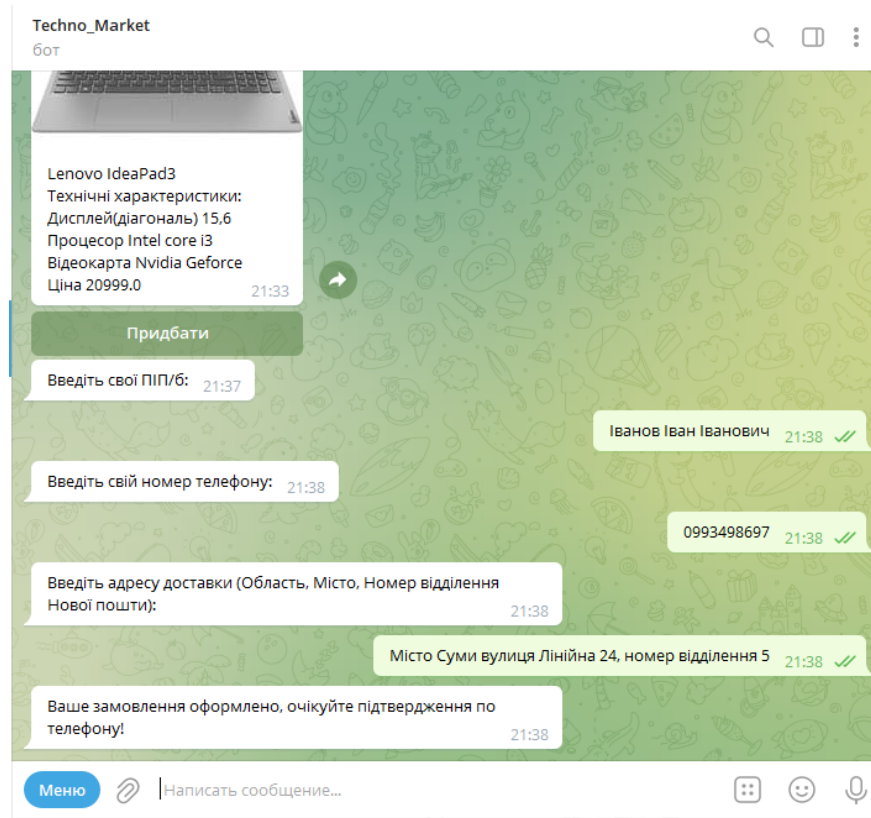 Techno_Market
бот
Lenovo IdeaPad3
Технічні характеристики:
Дисплей(діагональ) 15,6
Процесор Intel core i3
Відеокарта Nvidia Geforce
Ціна 20999.0
21:33
Придбати
Введіть свої ПІП/б: 21:37
Іванов Іван Іванович 21:38
Введіть свій номер телефону: 21:38
0993498697 21:38
Введіть адресу доставки (Область, Місто, Номер відділення
Нової пошти): 21:38
Місто Суми вулиця Лінійна 24, номер відділення 5 21:38
Ваше замовлення оформлено, очікуйте підтвердження по
телефону! 21:38
Меню Написать сообщение...